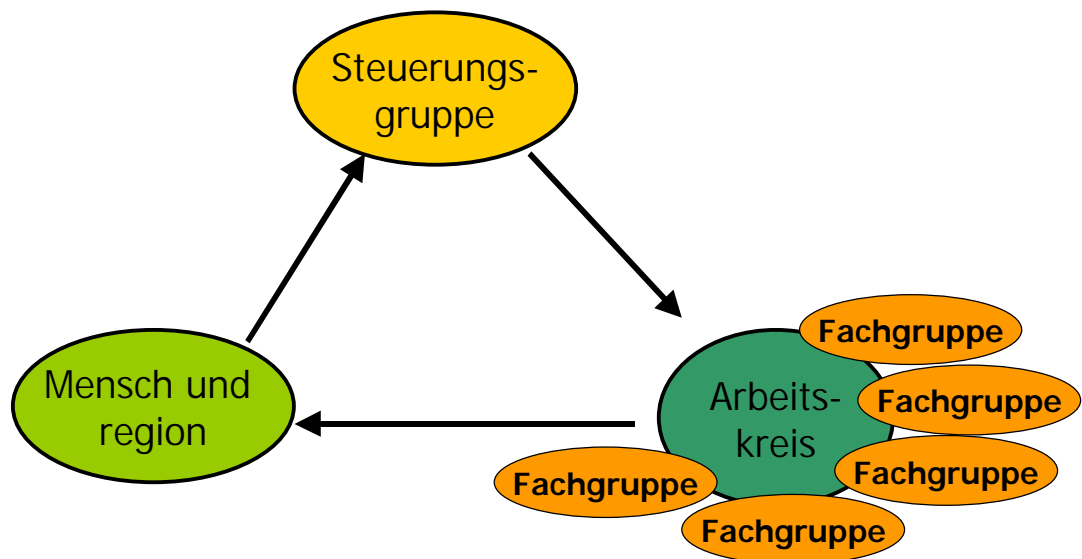 Steuerungs-
gruppe
Fachgruppe
Mensch und
region
Arbeits-
kreis
Fachgruppe
Fachgruppe
Fachgruppe
Fachgruppe